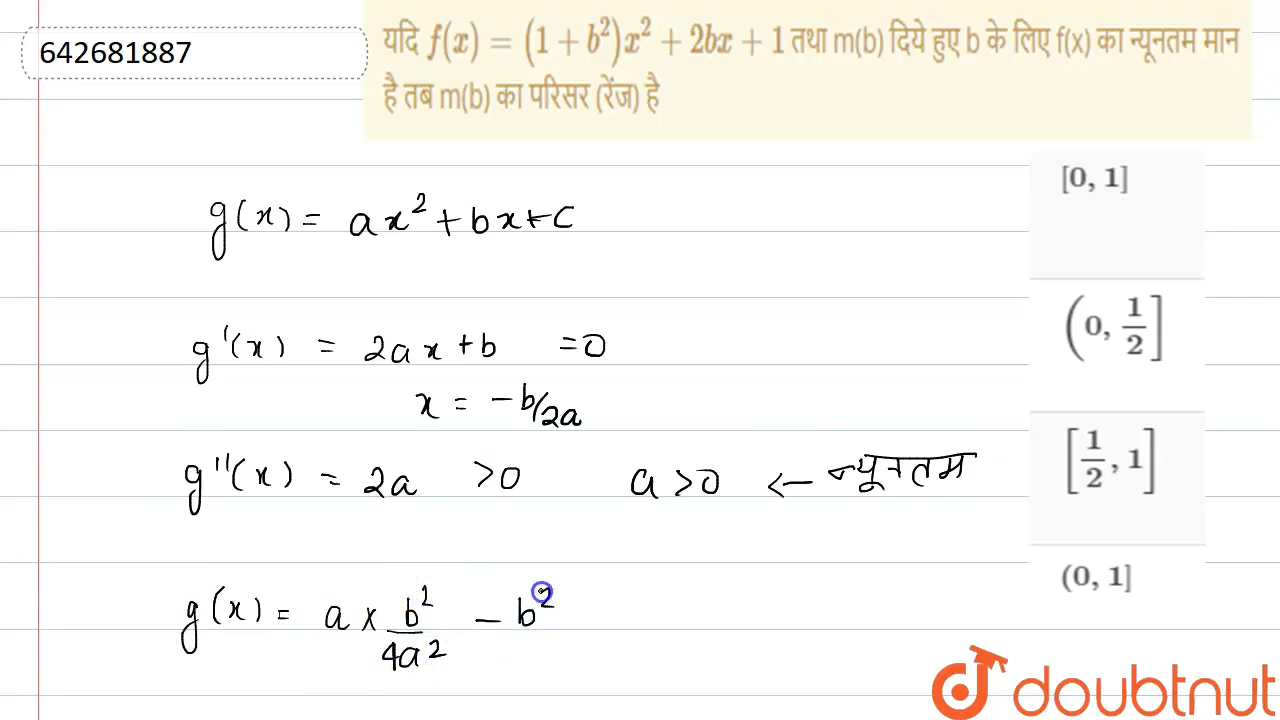 642681887
यदि f(x) = (1 + b²)x² + 2bx + 1 तथा m(b) दिये हुए b के लिए f(x) का न्यूनतम मान
है तब m(b) का परिसर (रेंज) है
[0, 1]
(0, 1/2]
[1/2, 1]
(0, 1]
g(x) = ax² + bx + c
g'(x) = 2ax + b = 0
x = -b/2a
g''(x) = 2a > 0 a > 0 ← न्यूनतम
g(x) = a × b²/4a² - b²
doubtnut